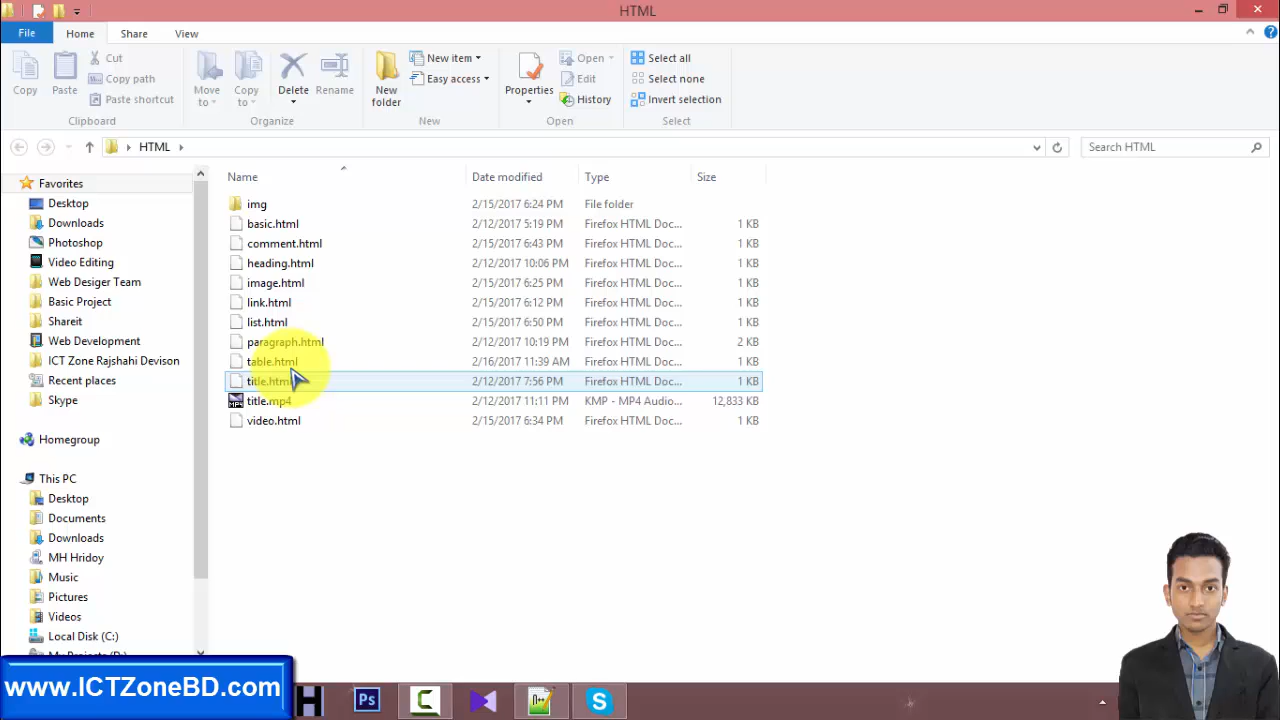 HTML
File Home Share View
Copy Paste Cut Copy path Paste shortcut
Move to Copy to Delete Rename
New folder New item Easy access
Properties Open Edit History
Select all Select none Invert selection
Clipboard Organize New Open Select
HTML Search HTML
Name Date modified Type Size
Favorites
Desktop
Downloads
Photoshop
Video Editing
Web Desiger Team
Basic Project
Shareit
Web Development
ICT Zone Rajshahi Devison
Recent places
Skype
Homegroup
This PC
Desktop
Documents
Downloads
MH Hridoy
Music
Pictures
Videos
Local Disk (C:)
img 2/15/2017 6:24 PM File folder
basic.html 2/12/2017 5:19 PM Firefox HTML Doc... 1 KB
comment.html 2/15/2017 6:43 PM Firefox HTML Doc... 1 KB
heading.html 2/12/2017 10:06 PM Firefox HTML Doc... 1 KB
image.html 2/15/2017 6:25 PM Firefox HTML Doc... 1 KB
link.html 2/15/2017 6:12 PM Firefox HTML Doc... 1 KB
list.html 2/15/2017 6:50 PM Firefox HTML Doc... 1 KB
paragraph.html 2/12/2017 10:19 PM Firefox HTML Doc... 2 KB
table.html 2/16/2017 11:39 AM Firefox HTML Doc... 1 KB
title.html 2/12/2017 7:56 PM Firefox HTML Doc... 1 KB
title.mp4 2/12/2017 11:11 PM KMP - MP4 Audio... 12,833 KB
video.html 2/15/2017 6:34 PM Firefox HTML Doc... 1 KB
www.ICTZoneBD.com
H Ps C S